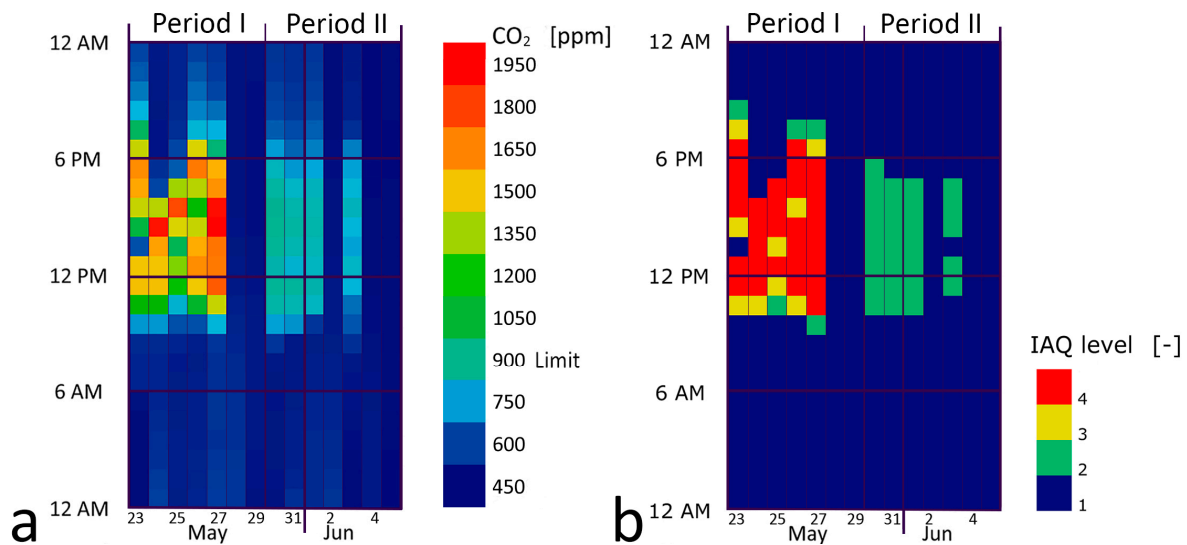 Period I Period II
12 AM
6 PM
12 PM
6 AM
12 AM
23 25 27 29 31 2 4
May Jun
a
CO₂ [ppm]
1950
1800
1650
1500
1350
1200
1050
900 Limit
750
600
450
Period I Period II
12 AM
6 PM
12 PM
6 AM
12 AM
23 25 27 29 31 2 4
May Jun
b
IAQ level [-]
4
3
2
1